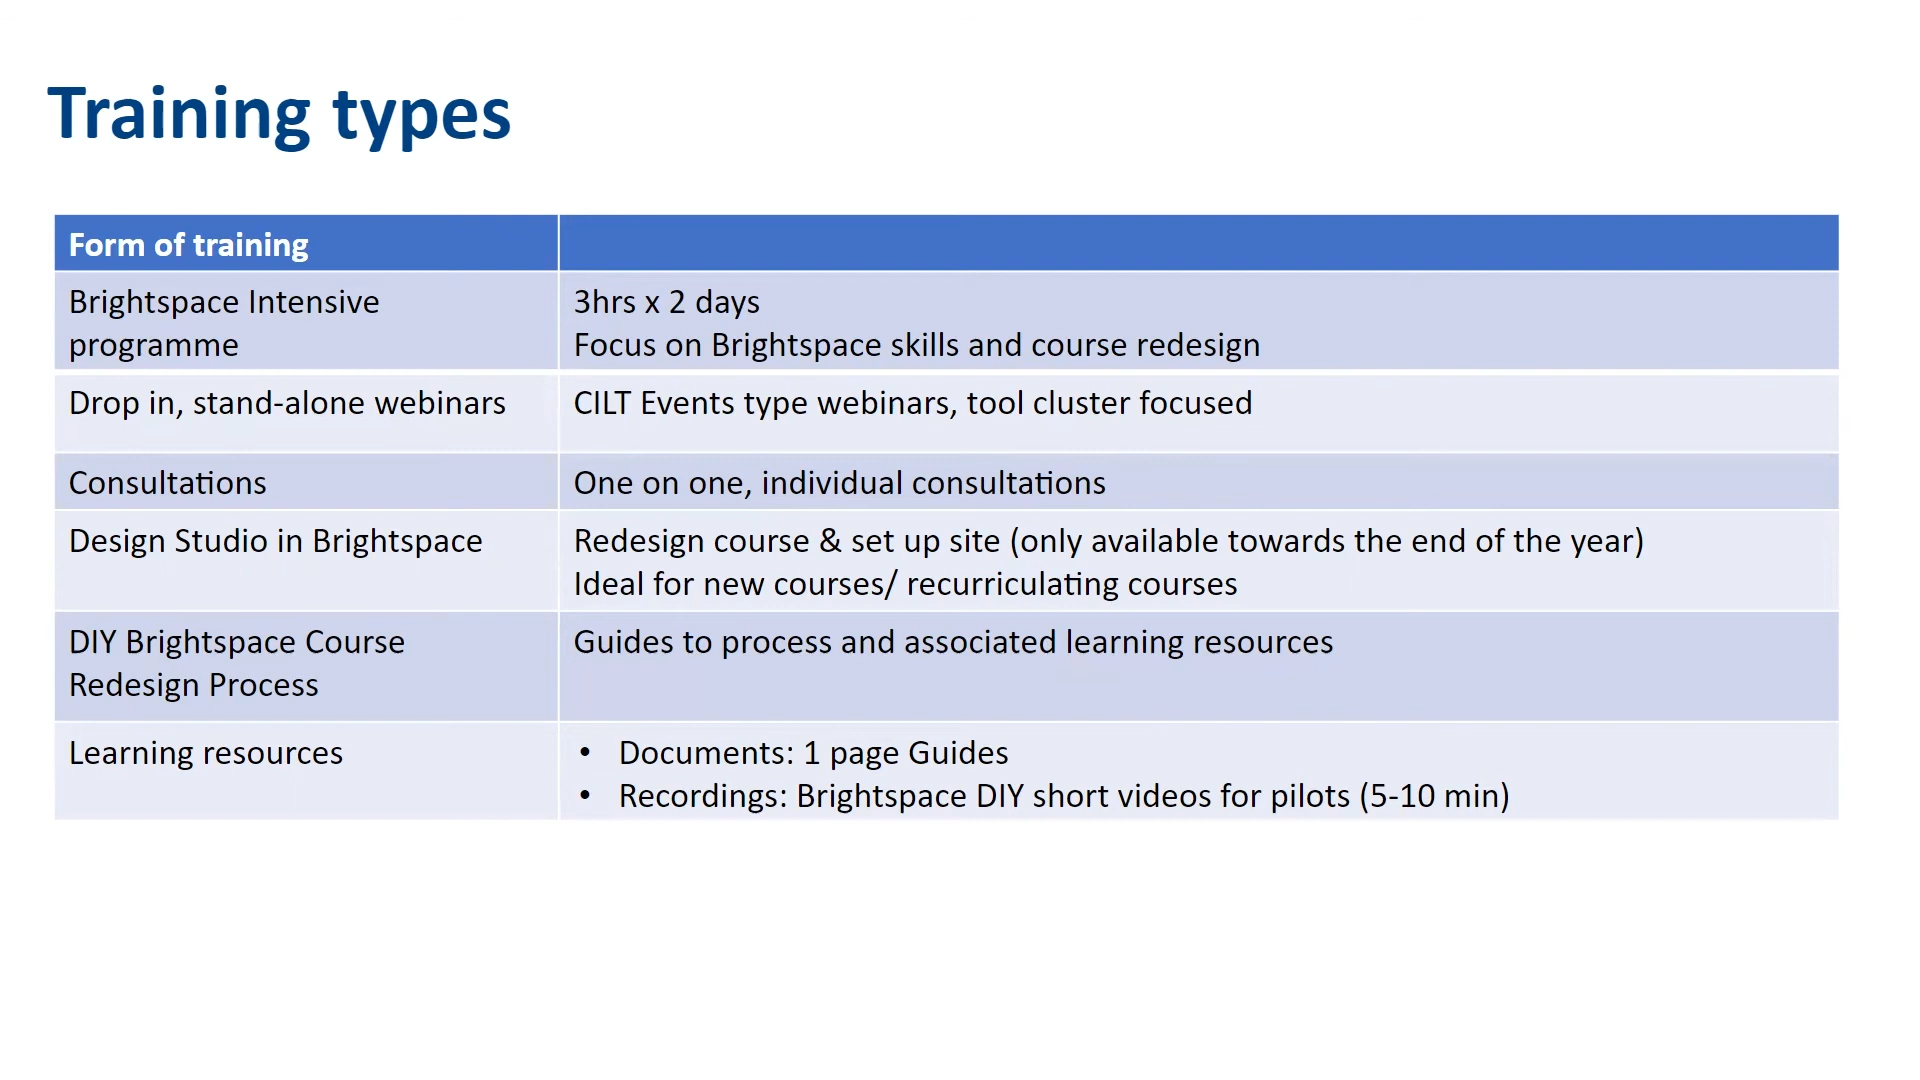 Training types
Form of training
Brightspace Intensive
programme
3hrs x 2 days
Focus on Brightspace skills and course redesign
Drop in, stand-alone webinars
CILT Events type webinars, tool cluster focused
Consultations
One on one, individual consultations
Design Studio in Brightspace
Redesign course & set up site (only available towards the end of the year)
Ideal for new courses/ recurriculating courses
DIY Brightspace Course
Redesign Process
Guides to process and associated learning resources
Learning resources
• Documents: 1 page Guides
• Recordings: Brightspace DIY short videos for pilots (5-10 min)